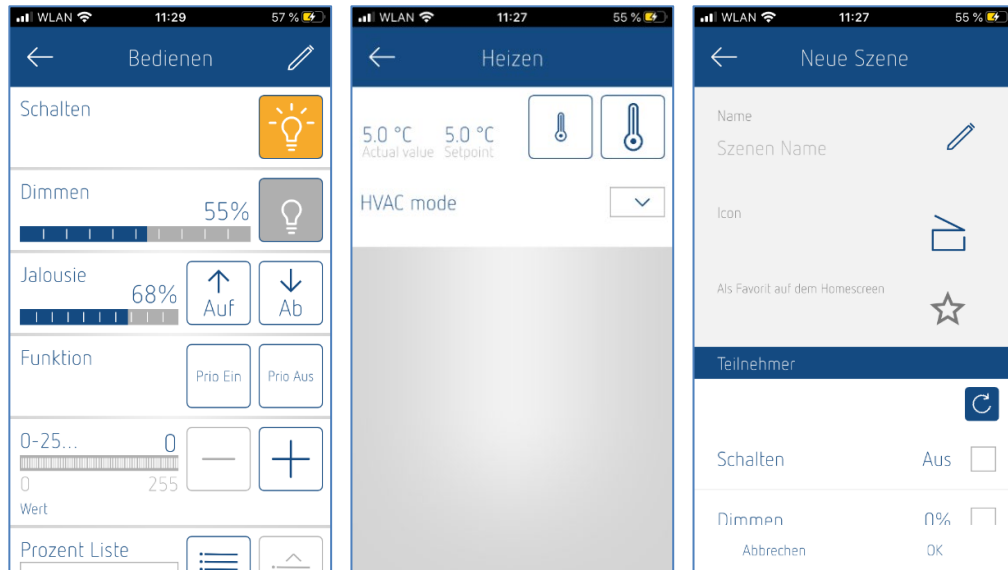 WLAN 11:29 57 %
Bedienen
Schalten
Dimmen
55%
Jalousie
68%
Auf
Ab
Funktion
Prio Ein
Prio Aus
0-25...
0
0
255
Wert
Prozent Liste
WLAN 11:27 55 %
Heizen
5.0 °C 5.0 °C
Actual value Setpoint
HVAC mode
WLAN 11:27 55 %
Neue Szene
Name
Szenen Name
Icon
Als Favorit auf dem Homescreen
Teilnehmer
Schalten Aus
Dimmen 0%
Abbrechen OK